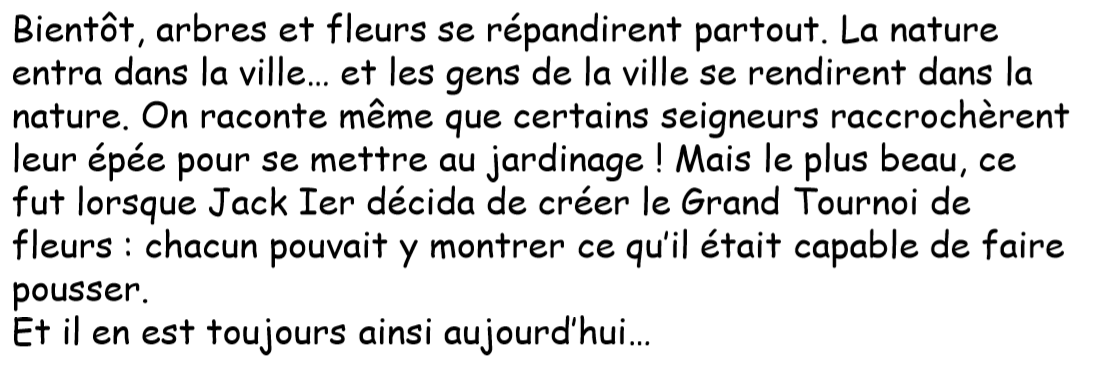 Bientôt, arbres et fleurs se répandirent partout. La nature
entra dans la ville... et les gens de la ville se rendirent dans la
nature. On raconte même que certains seigneurs raccrochèrent
leur épée pour se mettre au jardinage ! Mais le plus beau, ce
fut lorsque Jack Ier décida de créer le Grand Tournoi de
fleurs : chacun pouvait y montrer ce qu'il était capable de faire
pousser.
Et il en est toujours ainsi aujourd'hui...